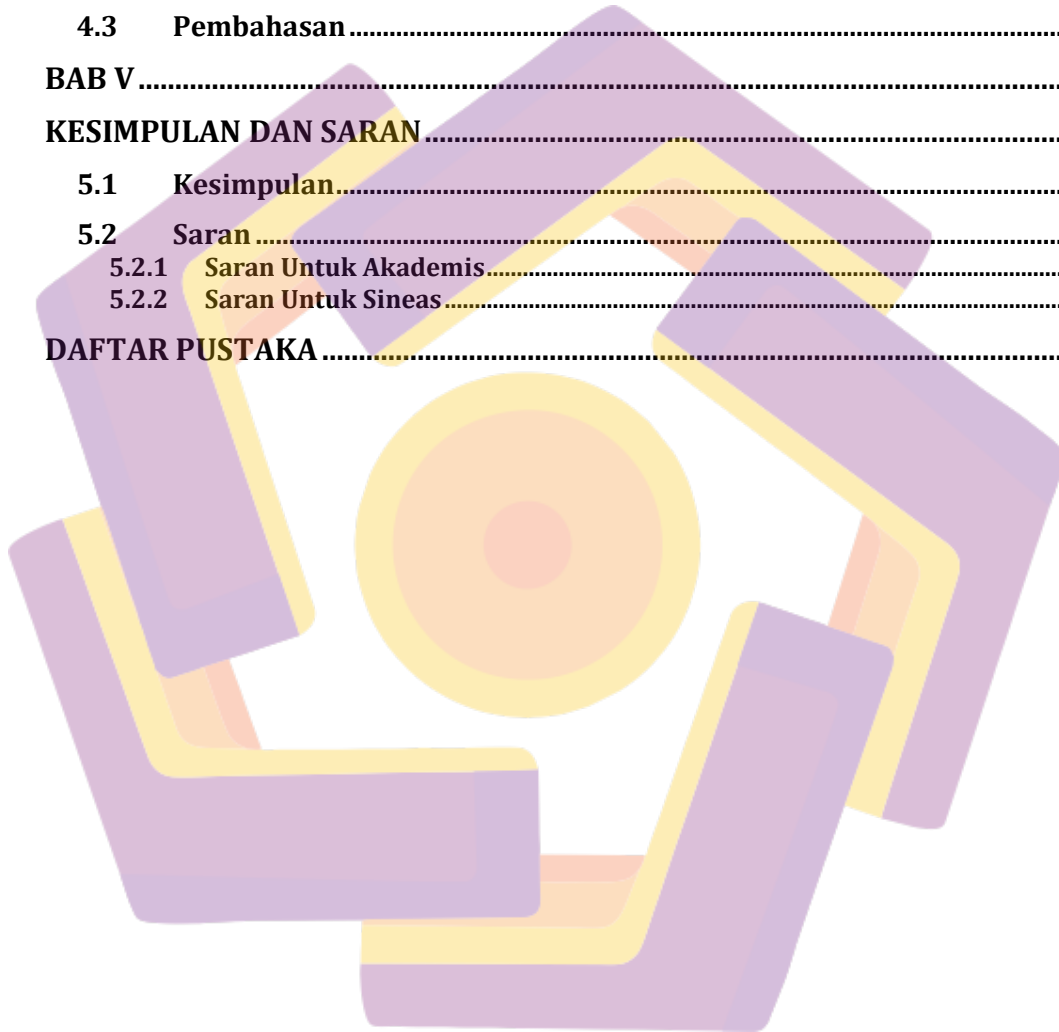 4.3 Pembahasan ........................................................................
BAB V ........................................................................
KESIMPULAN DAN SARAN ........................................................................
5.1 Kesimpulan ........................................................................
5.2 Saran ........................................................................
5.2.1 Saran Untuk Akademis ........................................................................
5.2.2 Saran Untuk Sineas ........................................................................
DAFTAR PUSTAKA ........................................................................